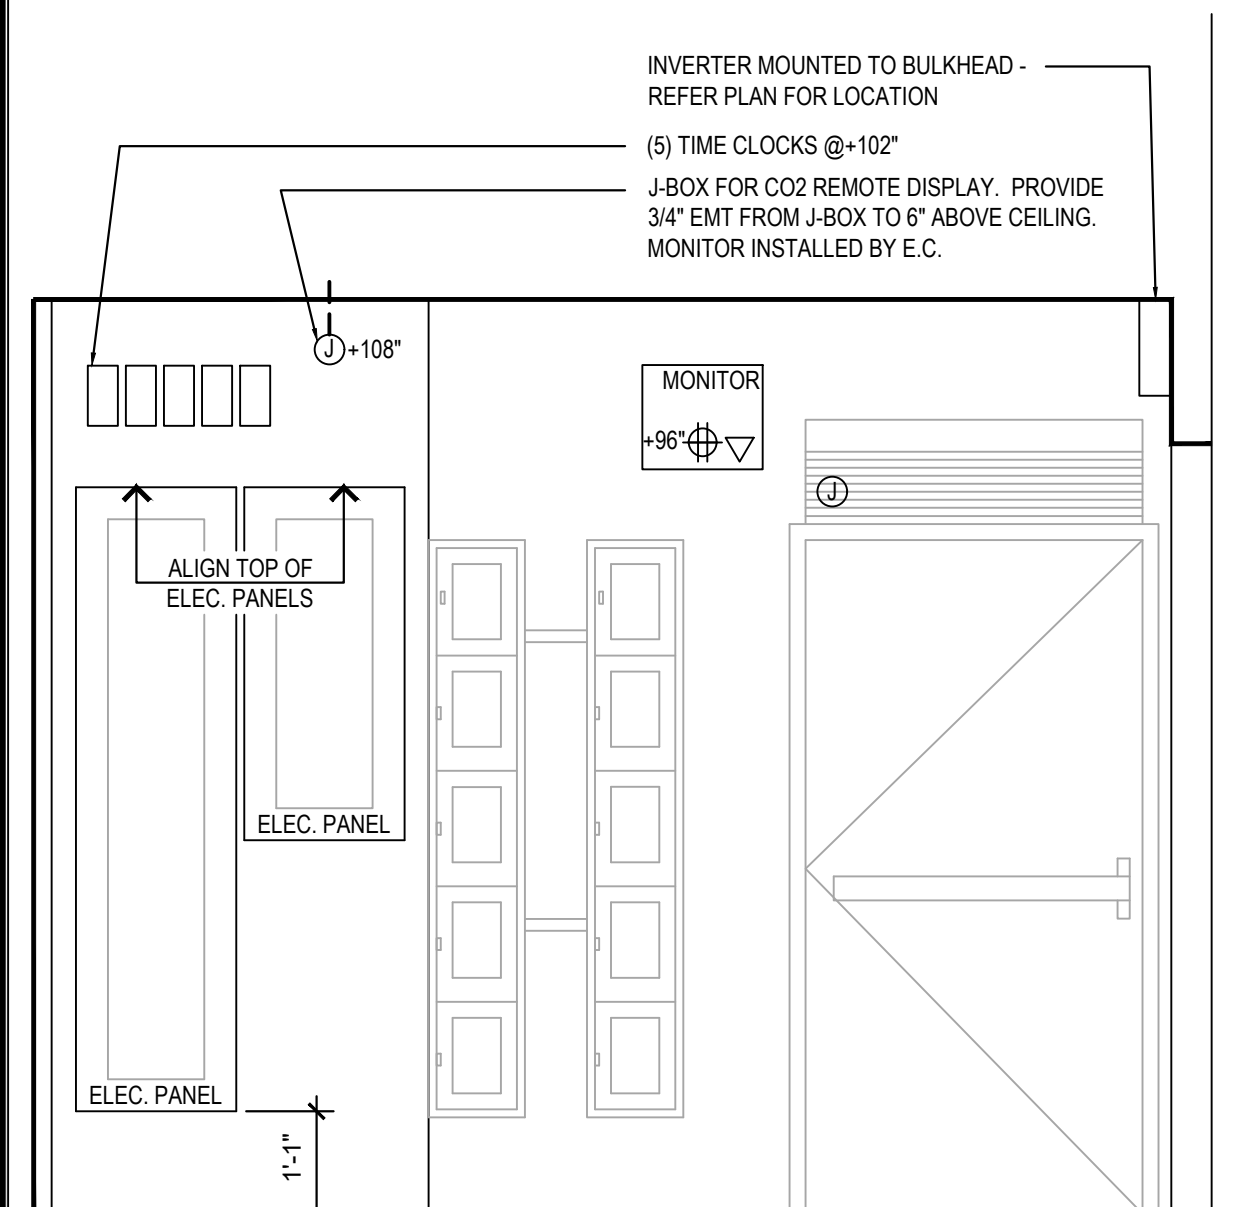 INVERTER MOUNTED TO BULKHEAD -
REFER PLAN FOR LOCATION
(5) TIME CLOCKS @+102"
J-BOX FOR CO2 REMOTE DISPLAY. PROVIDE
3/4" EMT FROM J-BOX TO 6" ABOVE CEILING.
MONITOR INSTALLED BY E.C.
J +108"
MONITOR
+96"
J
ALIGN TOP OF
ELEC. PANELS
ELEC. PANEL
ELEC. PANEL
1'-1"